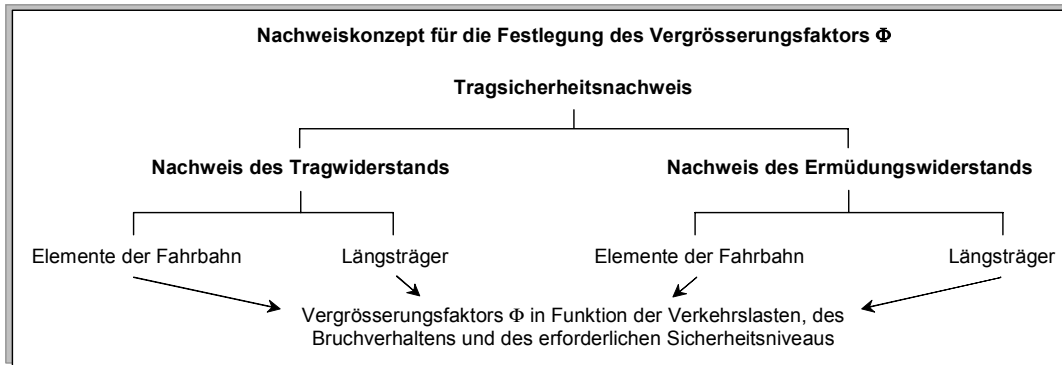 Nachweiskonzept für die Festlegung des Vergrösserungsfaktors Φ
Tragsicherheitsnachweis
Nachweis des Tragwiderstands
Nachweis des Ermüdungswiderstands
Elemente der Fahrbahn
Längsträger
Elemente der Fahrbahn
Längsträger
Vergrösserungsfaktors Φ in Funktion der Verkehrslasten, des
Bruchverhaltens und des erforderlichen Sicherheitsniveaus